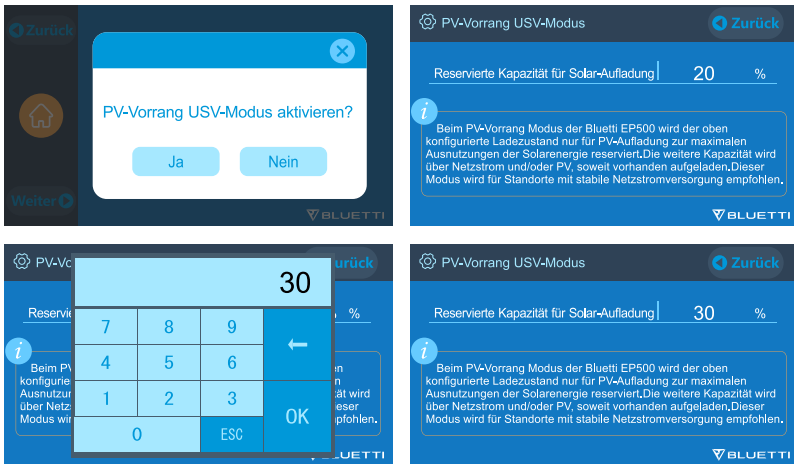 Zurück
PV-Vorrang USV-Modus aktivieren?
Ja
Nein
Weiter
BLUETTI
PV-Vorrang USV-Modus
Zurück
Reservierte Kapazität für Solar-Aufladung 20 %
i
Beim PV-Vorrang Modus der Bluetti EP500 wird der oben
konfigurierte Ladezustand nur für PV-Aufladung zur maximalen
Ausnutzungen der Solarenergie reserviert.Die weitere Kapazität wird
über Netzstrom und/oder PV, soweit vorhanden aufgeladen.Dieser
Modus wird für Standorte mit stabile Netzstromversorgung empfohlen.
BLUETTI
PV-Vo
urück
30
Reservie
%
7 8 9
4 5 6
1 2 3
0 ESC OK
i
Beim PV
en
konfigurie
n
Ausnutzun
tät wird
über Netz
eser
Modus wir
pfohlen.
LUETTI
PV-Vorrang USV-Modus
Zurück
Reservierte Kapazität für Solar-Aufladung 30 %
i
Beim PV-Vorrang Modus der Bluetti EP500 wird der oben
konfigurierte Ladezustand nur für PV-Aufladung zur maximalen
Ausnutzungen der Solarenergie reserviert.Die weitere Kapazität wird
über Netzstrom und/oder PV, soweit vorhanden aufgeladen.Dieser
Modus wird für Standorte mit stabile Netzstromversorgung empfohlen.
BLUETTI